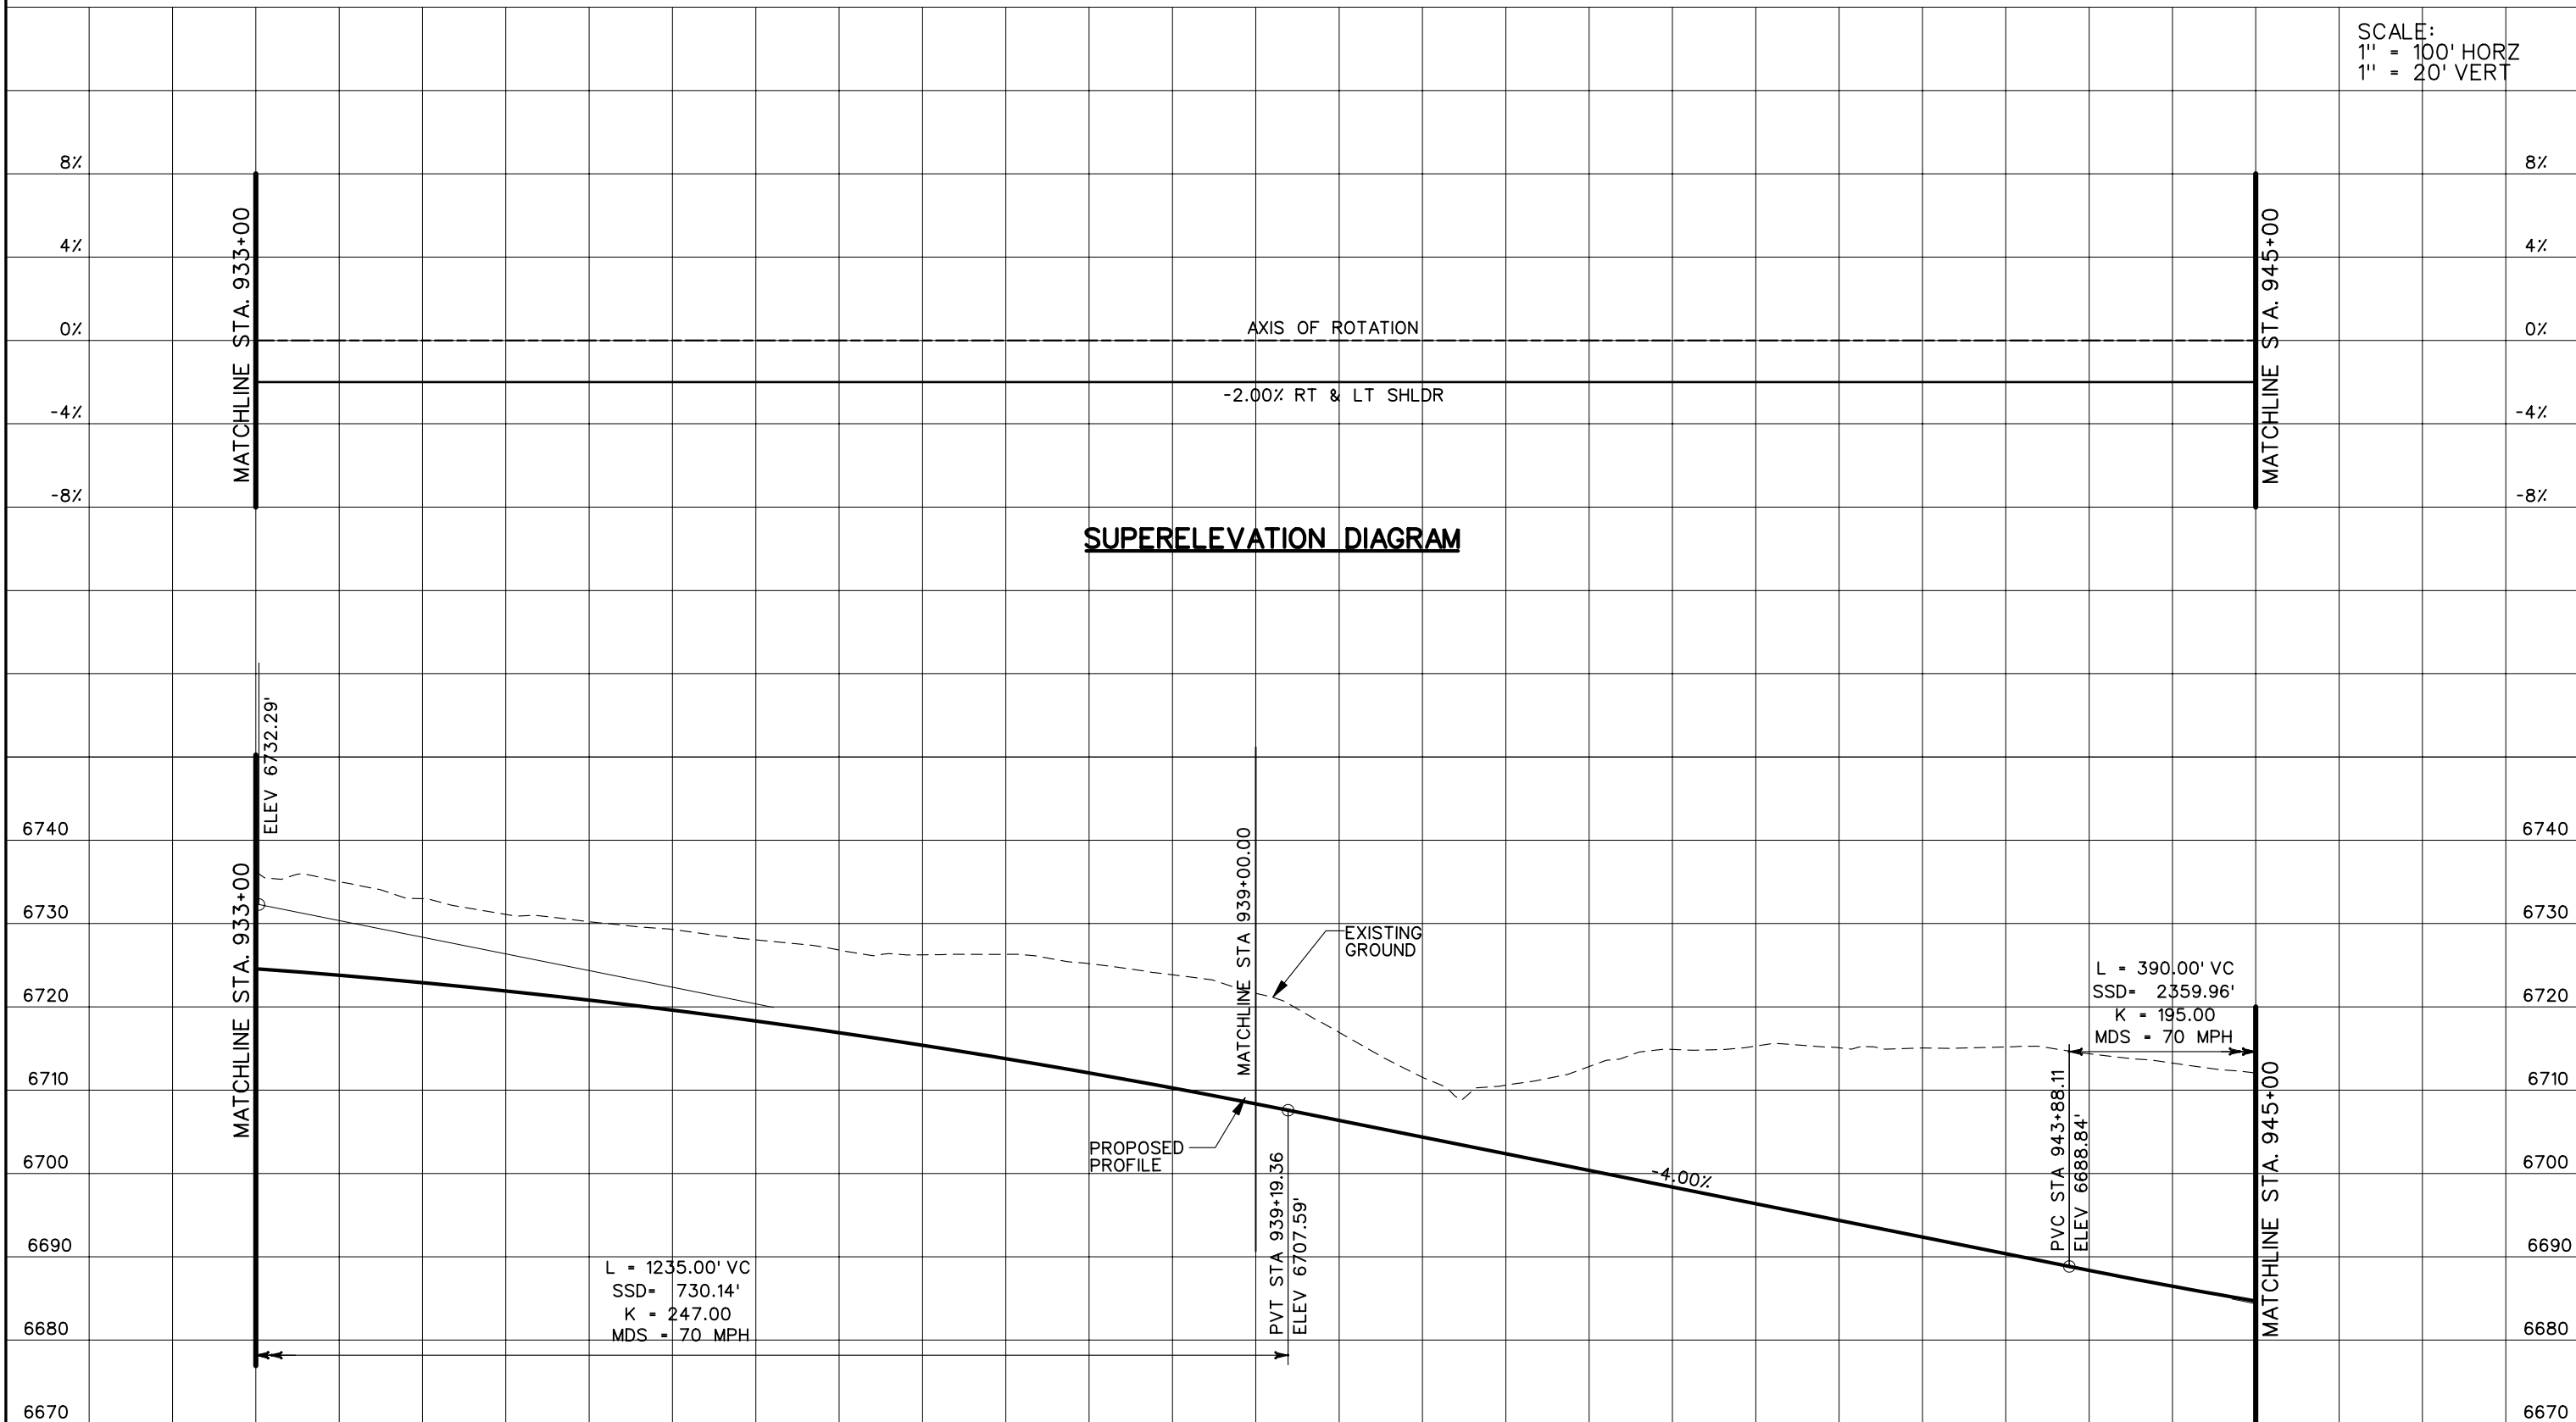 SCALE:
1" = 100' HORZ
1" = 20' VERT
8%
8%
4%
4%
0%
0%
-4%
-4%
-8%
-8%
MATCHLINE STA. 933+00
MATCHLINE STA. 945+00
AXIS OF ROTATION
-2.00% RT & LT SHLDR
SUPERELEVATION DIAGRAM
ELEV 6732.29'
6740
6740
6730
6730
6720
6720
6710
6710
6700
6700
6690
6690
6680
6680
6670
6670
MATCHLINE STA. 933+00
MATCHLINE STA 939+00.00
EXISTING
GROUND
L = 390.00' VC
SSD= 2359.96'
K = 195.00
MDS = 70 MPH
PROPOSED
PROFILE
-4.00%
PVT STA 939+19.36
ELEV 6707.59'
PVC STA 943+88.11
ELEV 6688.84'
MATCHLINE STA. 945+00
L = 1235.00' VC
SSD= 730.14'
K = 247.00
MDS = 70 MPH